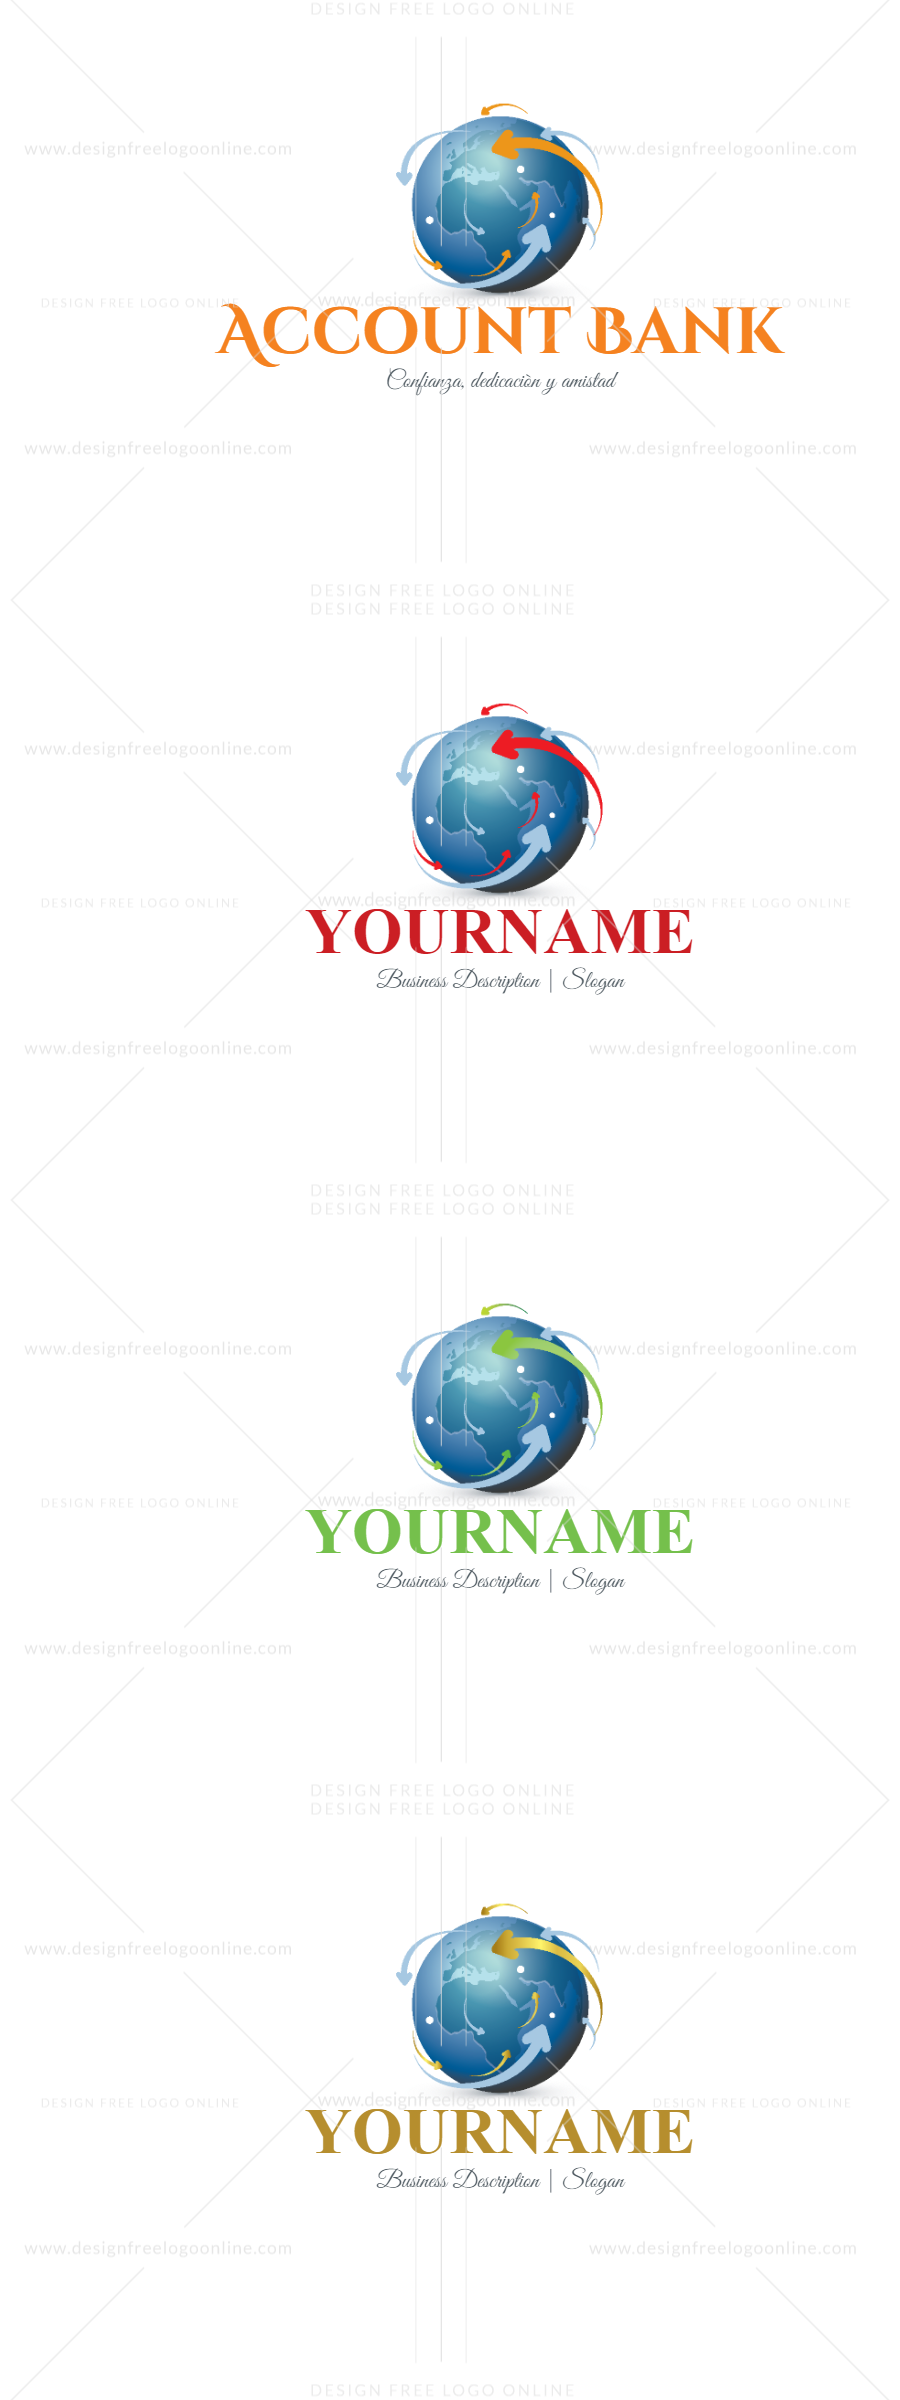 DESIGN FREE LOGO ONLINE
www.designfreelogoonline.com www.designfreelogoonline.com
DESIGN FREE LOGO ONLINE www.designfreelogoonline.com DESIGN FREE LOGO ONLINE
ACCOUNT BANK
Confianza, dedicaciòn y amistad
www.designfreelogoonline.com www.designfreelogoonline.com
DESIGN FREE LOGO ONLINE
DESIGN FREE LOGO ONLINE
www.designfreelogoonline.com www.designfreelogoonline.com
DESIGN FREE LOGO ONLINE www.designfreelogoonline.com DESIGN FREE LOGO ONLINE
YOURNAME
Business Description | Slogan
www.designfreelogoonline.com www.designfreelogoonline.com
DESIGN FREE LOGO ONLINE
DESIGN FREE LOGO ONLINE
www.designfreelogoonline.com www.designfreelogoonline.com
DESIGN FREE LOGO ONLINE www.designfreelogoonline.com DESIGN FREE LOGO ONLINE
YOURNAME
Business Description | Slogan
www.designfreelogoonline.com www.designfreelogoonline.com
DESIGN FREE LOGO ONLINE
DESIGN FREE LOGO ONLINE
www.designfreelogoonline.com www.designfreelogoonline.com
DESIGN FREE LOGO ONLINE www.designfreelogoonline.com DESIGN FREE LOGO ONLINE
YOURNAME
Business Description | Slogan
www.designfreelogoonline.com www.designfreelogoonline.com
DESIGN FREE LOGO ONLINE